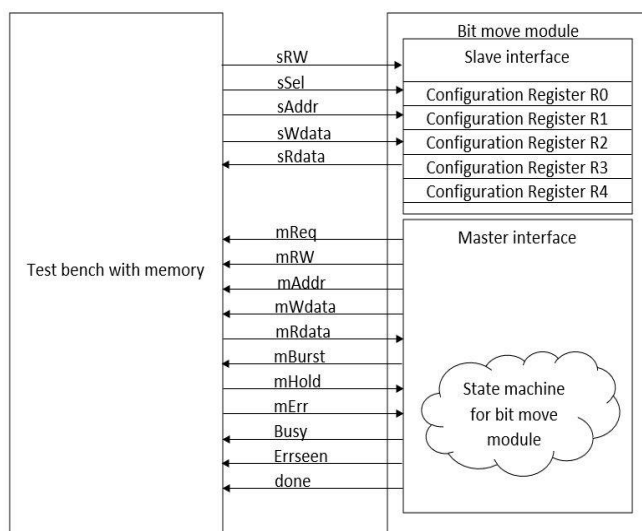 Bit move module
Slave interface
sRW
sSel
sAddr
sWdata
sRdata
Configuration Register R0
Configuration Register R1
Configuration Register R2
Configuration Register R3
Configuration Register R4
Test bench with memory
mReq
mRW
mAddr
mWdata
mRdata
mBurst
mHold
mErr
Busy
Errseen
done
Master interface
State machine
for bit move
module